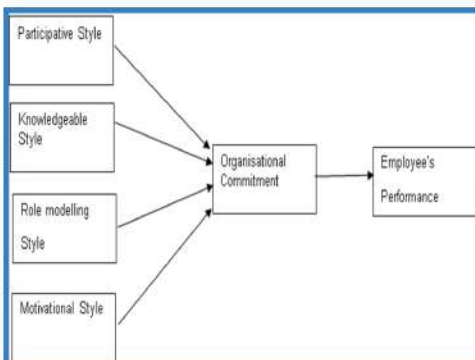 Participative Style
Knowledgeable
Style
Role modelling
Style
Motivational Style
Organisational
Commitment
Employee's
Performance